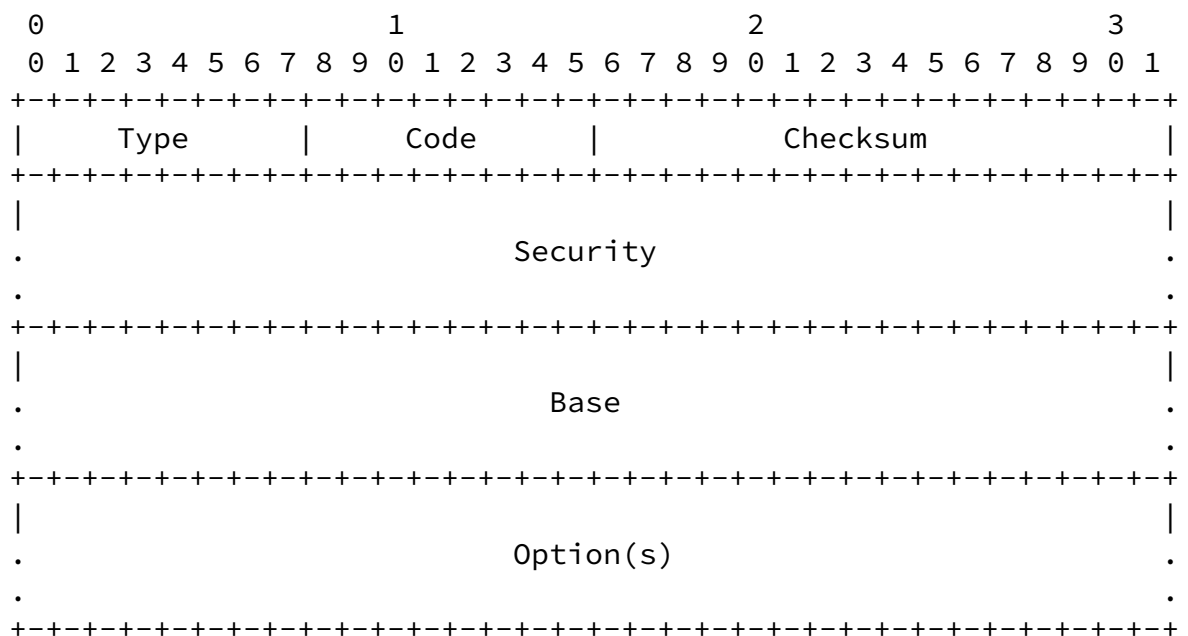 0                   1                   2                   3
 0 1 2 3 4 5 6 7 8 9 0 1 2 3 4 5 6 7 8 9 0 1 2 3 4 5 6 7 8 9 0 1
+-+-+-+-+-+-+-+-+-+-+-+-+-+-+-+-+-+-+-+-+-+-+-+-+-+-+-+-+-+-+-+-+
|     Type      |     Code      |          Checksum             |
+-+-+-+-+-+-+-+-+-+-+-+-+-+-+-+-+-+-+-+-+-+-+-+-+-+-+-+-+-+-+-+-+
|                                                               |
.                           Security                            .
.                                                               .
+-+-+-+-+-+-+-+-+-+-+-+-+-+-+-+-+-+-+-+-+-+-+-+-+-+-+-+-+-+-+-+-+
|                                                               |
.                             Base                              .
.                                                               .
+-+-+-+-+-+-+-+-+-+-+-+-+-+-+-+-+-+-+-+-+-+-+-+-+-+-+-+-+-+-+-+-+
|                                                               |
.                           Option(s)                           .
.                                                               .
+-+-+-+-+-+-+-+-+-+-+-+-+-+-+-+-+-+-+-+-+-+-+-+-+-+-+-+-+-+-+-+-+